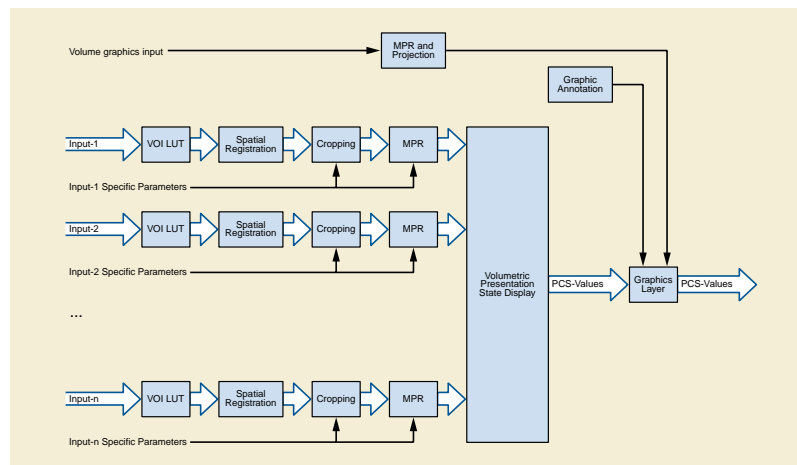 Volume graphics input
MPR and
Projection
Graphic
Annotation
Input-1
VOI LUT
Spatial
Registration
Cropping
MPR
Input-1 Specific Parameters
Input-2
VOI LUT
Spatial
Registration
Cropping
MPR
Input-2 Specific Parameters
Volumetric
Presentation
State Display
PCS-Values
Graphics
Layer
PCS-Values
...
Input-n
VOI LUT
Spatial
Registration
Cropping
MPR
Input-n Specific Parameters